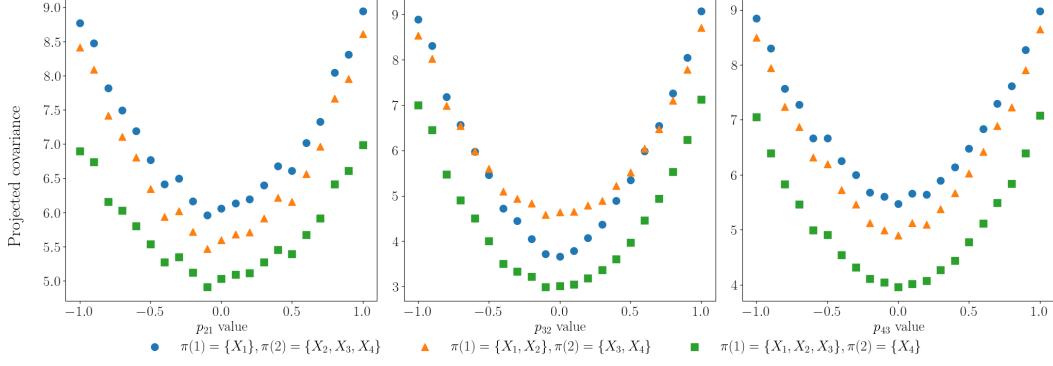 Projected covariance
9.0
8.5
8.0
7.5
7.0
6.5
6.0
5.5
5.0
−1.0 −0.5 0.0 0.5 1.0
p₂₁ value
9
8
7
6
5
4
3
−1.0 −0.5 0.0 0.5 1.0
p₃₂ value
9
8
7
6
5
4
−1.0 −0.5 0.0 0.5 1.0
p₄₃ value
π(1) = {X₁}, π(2) = {X₂, X₃, X₄}
π(1) = {X₁, X₂}, π(2) = {X₃, X₄}
π(1) = {X₁, X₂, X₃}, π(2) = {X₄}